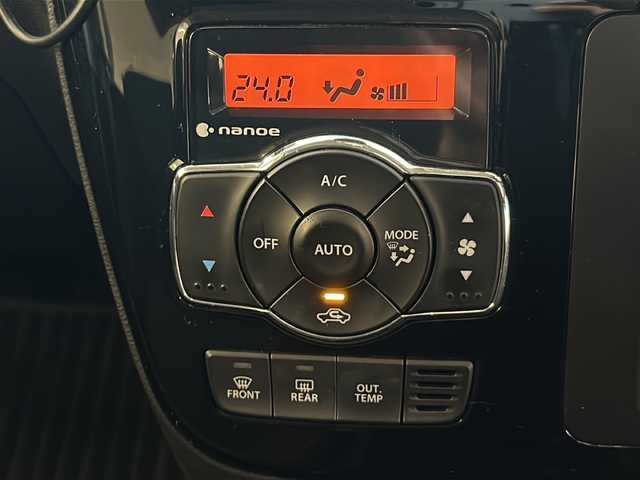 24.0
nanoe
A/C
OFF
AUTO
MODE
FRONT
REAR
OUT.
TEMP